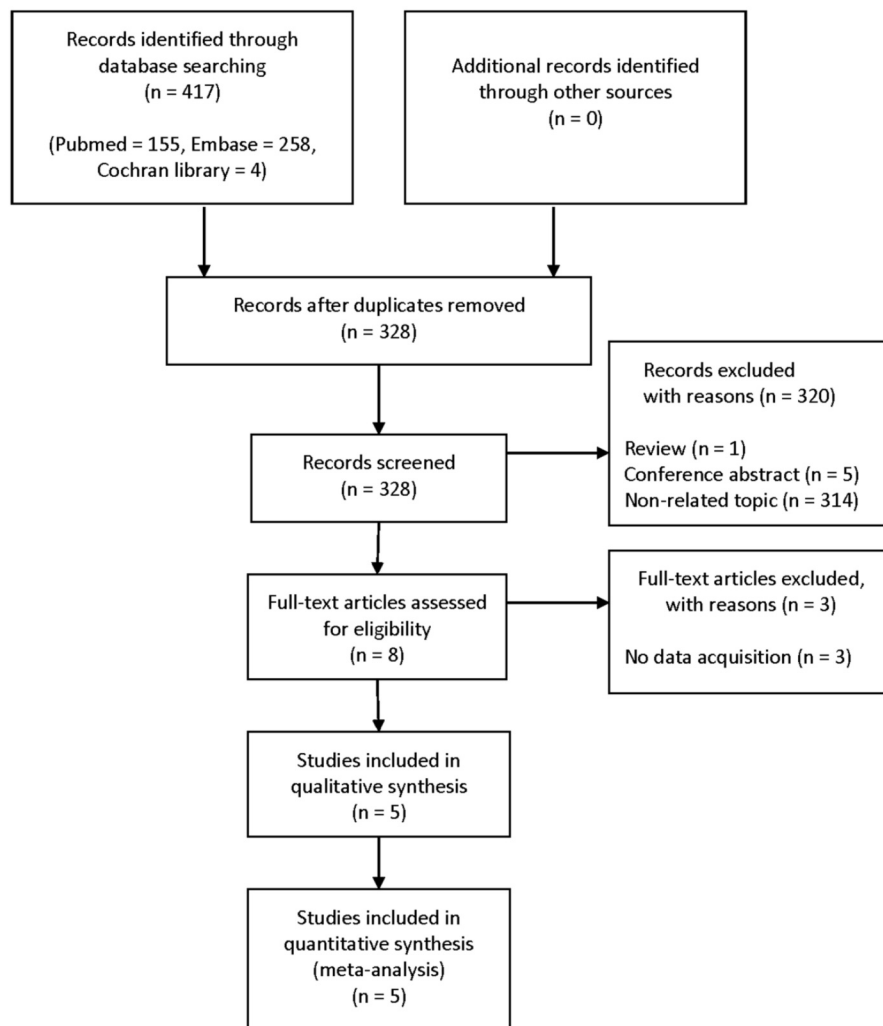 Records identified through
database searching
(n = 417)
(Pubmed = 155, Embase = 258,
Cochran library = 4)
Additional records identified
through other sources
(n = 0)
Records after duplicates removed
(n = 328)
Records excluded
with reasons (n = 320)
Review (n = 1)
Conference abstract (n = 5)
Non-related topic (n = 314)
Records screened
(n = 328)
Full-text articles assessed
for eligibility
(n = 8)
Full-text articles excluded,
with reasons (n = 3)
No data acquisition (n = 3)
Studies included in
qualitative synthesis
(n = 5)
Studies included in
quantitative synthesis
(meta-analysis)
(n = 5)